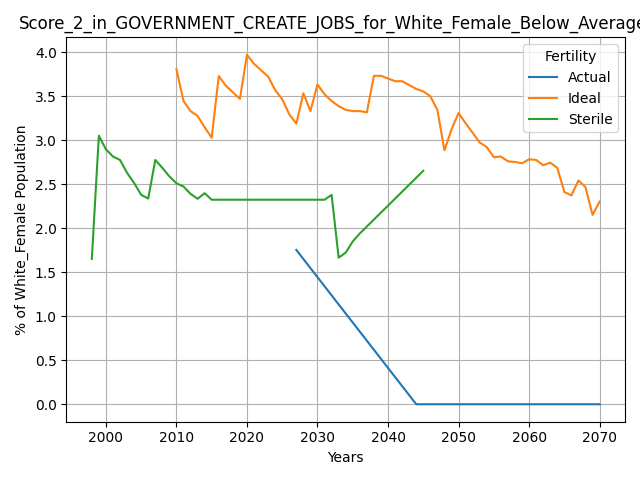 Score_2_in_GOVERNMENT_CREATE_JOBS_for_White_Female_Below_Average
Fertility
Actual
Ideal
Sterile
% of White_Female Population
4.0
3.5
3.0
2.5
2.0
1.5
1.0
0.5
0.0
2000 2010 2020 2030 2040 2050 2060 2070
Years